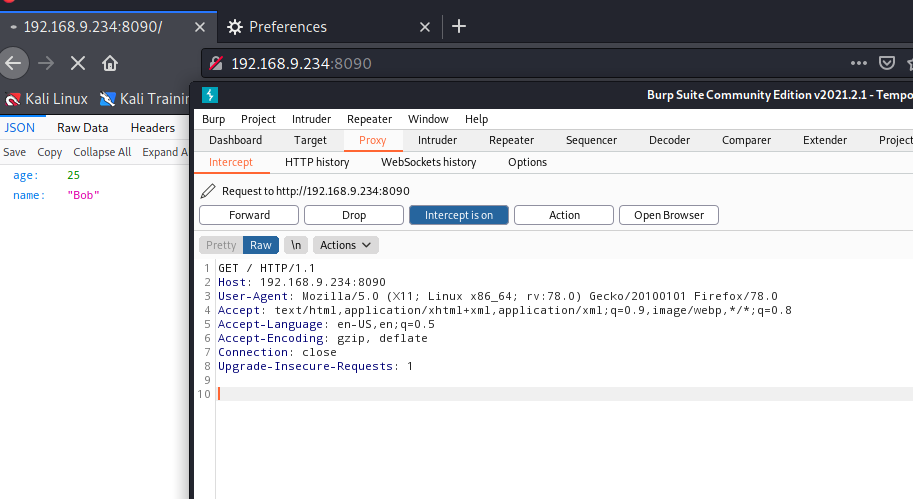 192.168.9.234:8090/
Preferences
192.168.9.234:8090
Kali Linux
Kali Trainin
JSON Raw Data Headers
Save Copy Collapse All Expand A
age: 25
name: "Bob"
Burp Suite Community Edition v2021.2.1 - Tempo
Burp Project Intruder Repeater Window Help
Dashboard Target Proxy Intruder Repeater Sequencer Decoder Comparer Extender Project
Intercept HTTP history WebSockets history Options
Request to http://192.168.9.234:8090
Forward Drop Intercept is on Action Open Browser
Pretty Raw \n Actions
1 GET / HTTP/1.1
2 Host: 192.168.9.234:8090
3 User-Agent: Mozilla/5.0 (X11; Linux x86_64; rv:78.0) Gecko/20100101 Firefox/78.0
4 Accept: text/html,application/xhtml+xml,application/xml;q=0.9,image/webp,*/*;q=0.8
5 Accept-Language: en-US,en;q=0.5
6 Accept-Encoding: gzip, deflate
7 Connection: close
8 Upgrade-Insecure-Requests: 1
9
10